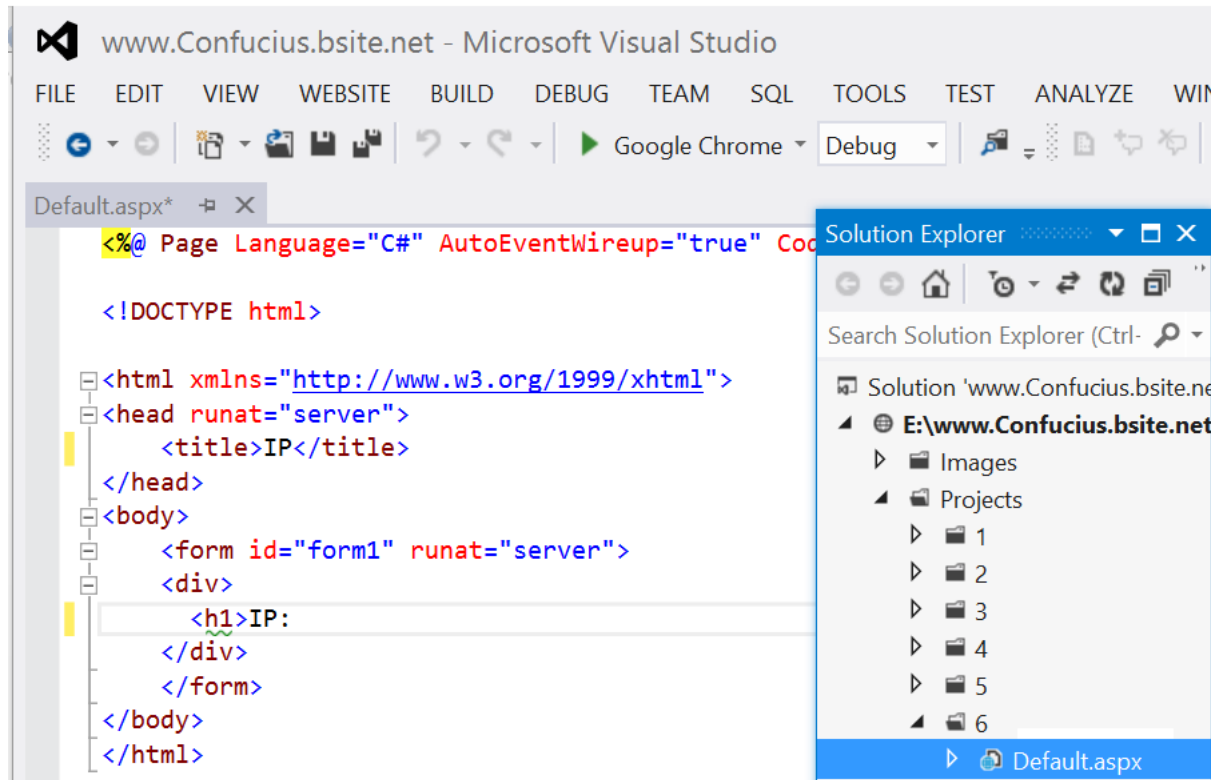 www.Confucius.bsite.net - Microsoft Visual Studio
FILE EDIT VIEW WEBSITE BUILD DEBUG TEAM SQL TOOLS TEST ANALYZE WIN
Google Chrome Debug
Default.aspx*
<%@ Page Language="C#" AutoEventWireup="true" Cod
<!DOCTYPE html>
<html xmlns="http://www.w3.org/1999/xhtml">
<head runat="server">
<title>IP</title>
</head>
<body>
<form id="form1" runat="server">
<div>
<h1>IP:
</div>
</form>
</body>
</html>
Solution Explorer
Search Solution Explorer (Ctrl-
Solution 'www.Confucius.bsite.ne
E:\www.Confucius.bsite.net
Images
Projects
1
2
3
4
5
6
Default.aspx